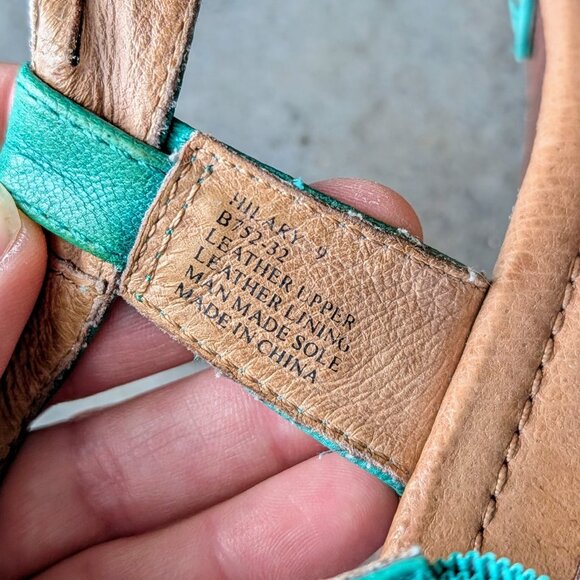 HILARY 9
B752-32
LEATHER UPPER
LEATHER LINING
MAN MADE SOLE
MADE IN CHINA